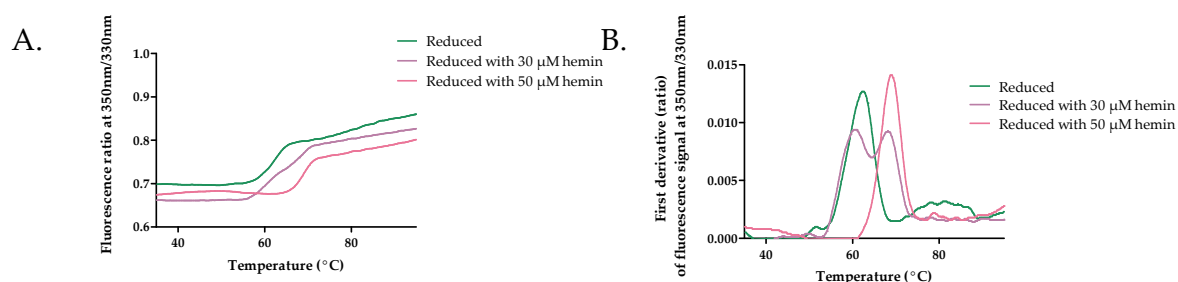 A.
Fluorescence ratio at 350nm/330nm
1.0
0.9
0.8
0.7
0.6
40
60
80
Temperature (°C)
Reduced
Reduced with 30 µM hemin
Reduced with 50 µM hemin
B.
First derivative (ratio)
of fluorescence signal at 350nm/330nm
0.015
0.010
0.005
0.000
40
60
80
Temperature (°C)
Reduced
Reduced with 30 µM hemin
Reduced with 50 µM hemin